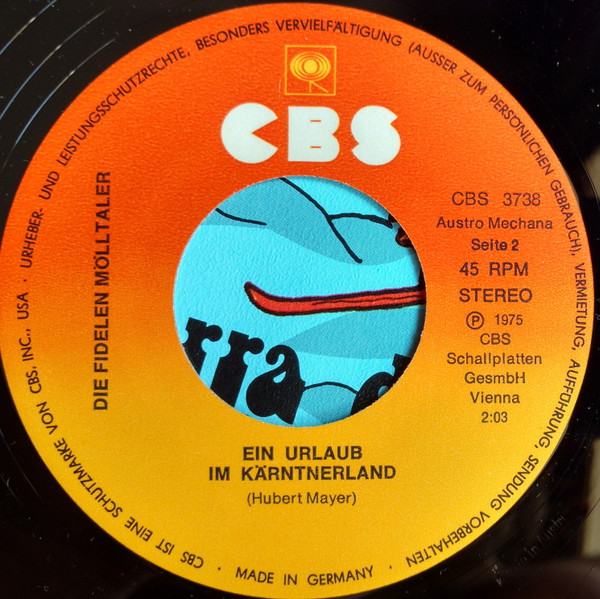 CBS
CBS 3738
Austro Mechana
Seite 2
45 RPM
STEREO
Ⓟ 1975
CBS
Schallplatten
GesmbH
Vienna
2:03
DIE FIDELEN MÖLLTALER
rra d
EIN URLAUB
IM KÄRNTNERLAND
(Hubert Mayer)
CBS IST EINE SCHUTZMARKE VON CBS, INC., USA · URHEBER- UND LEISTUNGSSCHUTZRECHTE, BESONDERS VERVIELFÄLTIGUNG (AUSSER ZUM PERSÖNLICHEN GEBRAUCH), VERMIETUNG, AUFFÜHRUNG, SENDUNG VORBEHALTEN · MADE IN GERMANY ·